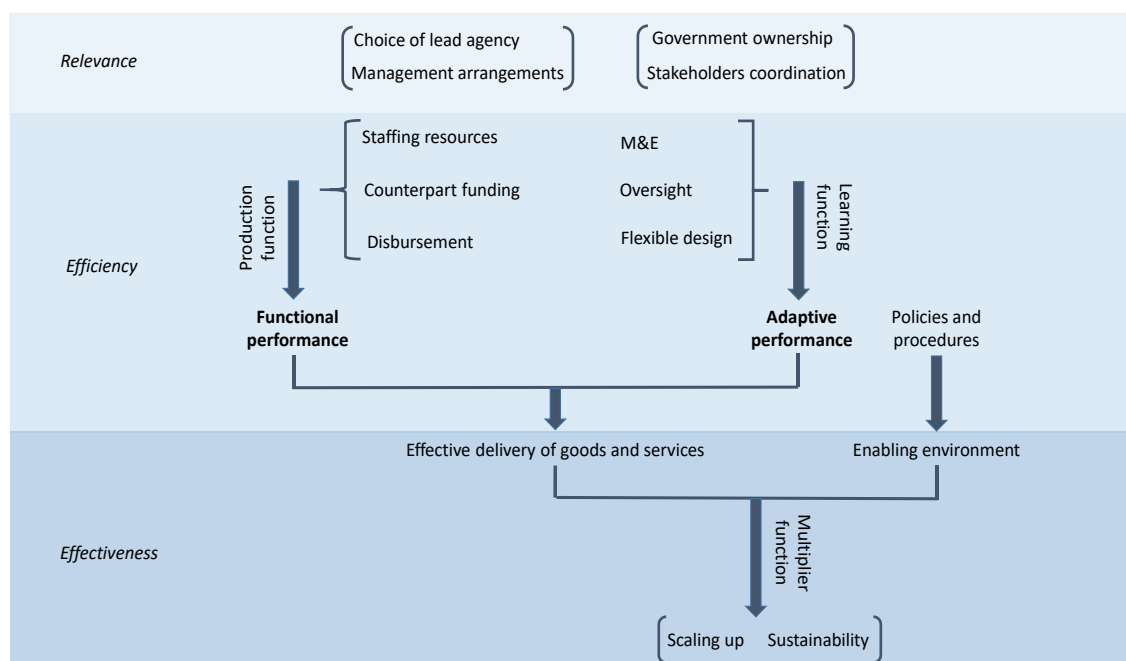 Relevance
Choice of lead agency
Management arrangements
Government ownership
Stakeholders coordination
Efficiency
Production
function
Staffing resources
Counterpart funding
Disbursement
M&E
Oversight
Flexible design
Learning
function
Functional
performance
Adaptive
performance
Policies and
procedures
Effective delivery of goods and services
Enabling environment
Effectiveness
Multiplier
function
Scaling up
Sustainability